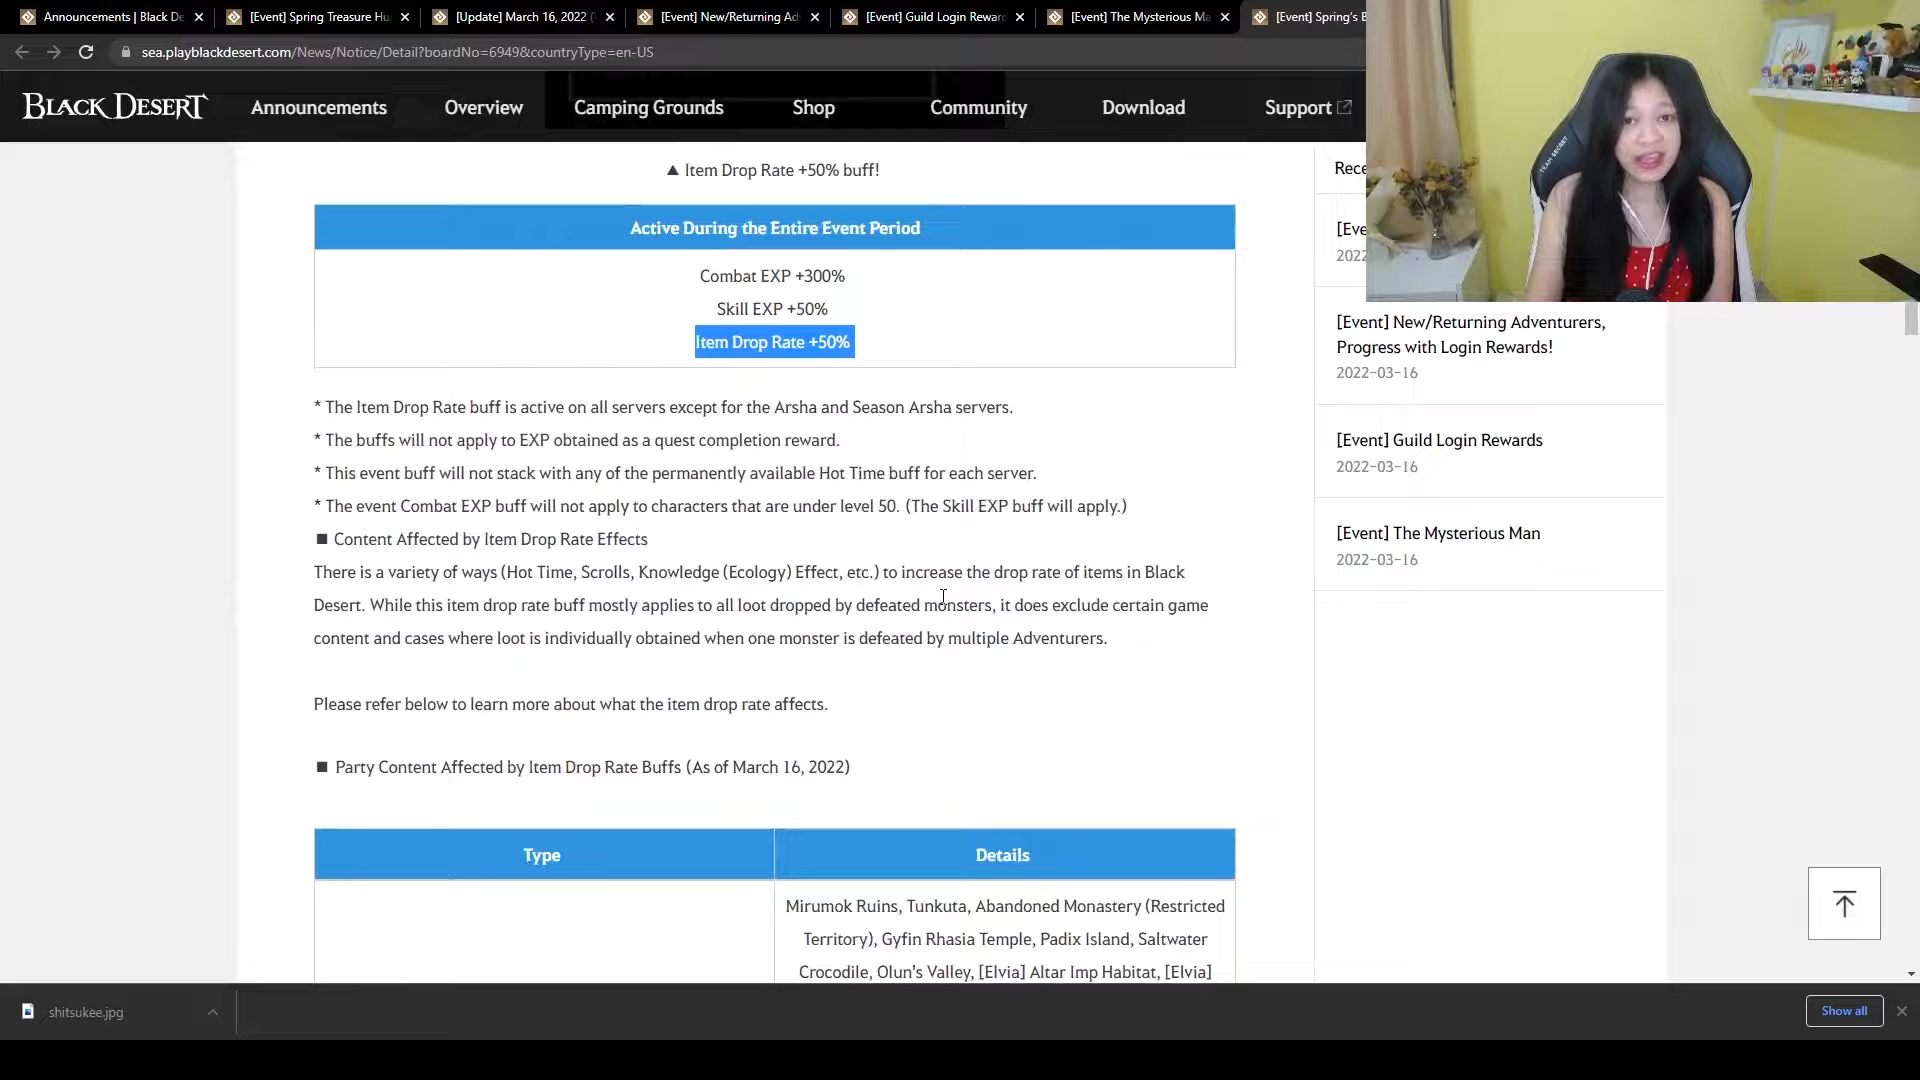 Announcements | Black De
[Event] Spring Treasure Hu
[Update] March 16, 2022 (
[Event] New/Returning Adv
[Event] Guild Login Rewar
[Event] The Mysterious Ma
[Event] Spring's B
sea.playblackdesert.com/News/Notice/Detail?boardNo=6949&countryType=en-US
BLACK DESERT
Announcements
Overview
Camping Grounds
Shop
Community
Download
Support
▲ Item Drop Rate +50% buff!
Active During the Entire Event Period
Combat EXP +300%
Skill EXP +50%
Item Drop Rate +50%
* The Item Drop Rate buff is active on all servers except for the Arsha and Season Arsha servers.
* The buffs will not apply to EXP obtained as a quest completion reward.
* This event buff will not stack with any of the permanently available Hot Time buff for each server.
* The event Combat EXP buff will not apply to characters that are under level 50. (The Skill EXP buff will apply.)
■ Content Affected by Item Drop Rate Effects
There is a variety of ways (Hot Time, Scrolls, Knowledge (Ecology) Effect, etc.) to increase the drop rate of items in Black
Desert. While this item drop rate buff mostly applies to all loot dropped by defeated monsters, it does exclude certain game
content and cases where loot is individually obtained when one monster is defeated by multiple Adventurers.
Please refer below to learn more about what the item drop rate affects.
■ Party Content Affected by Item Drop Rate Buffs (As of March 16, 2022)
Type
Details
Mirumok Ruins, Tunkuta, Abandoned Monastery (Restricted
Territory), Gyfin Rhasia Temple, Padix Island, Saltwater
Crocodile, Olun's Valley, [Elvia] Altar Imp Habitat, [Elvia]
Rece
[Eve
2022
[Event] New/Returning Adventurers,
Progress with Login Rewards!
2022-03-16
[Event] Guild Login Rewards
2022-03-16
[Event] The Mysterious Man
2022-03-16
TEAM SECRET
shitsukee.jpg
Show all